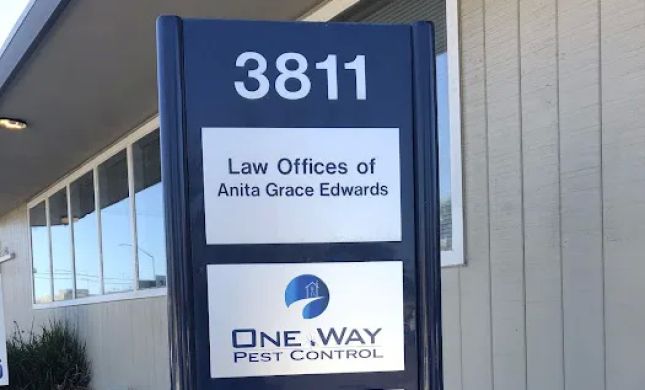 3811
Law Offices of
Anita Grace Edwards
ONE WAY
PEST CONTROL